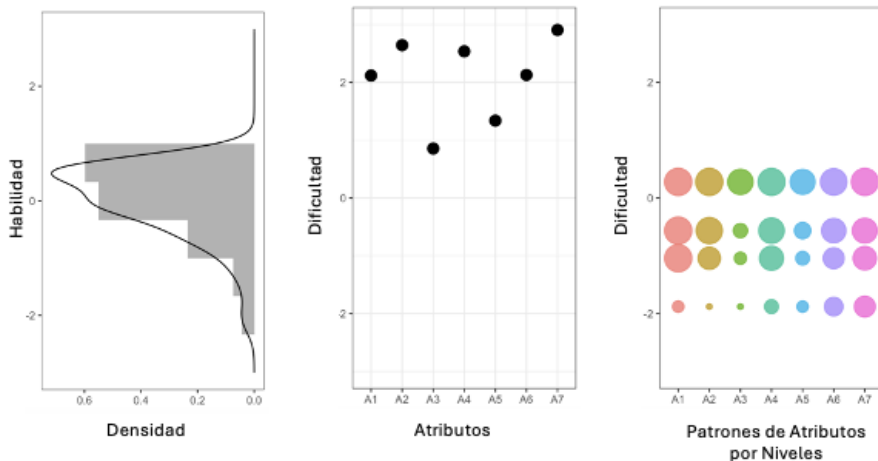 Habilidad
2
0
-2
0.6 0.4 0.2 0.0
Densidad
Dificultad
2
0
-2
A1 A2 A3 A4 A5 A6 A7
Atributos
Dificultad
2
0
-2
A1 A2 A3 A4 A5 A6 A7
Patrones de Atributos
por Niveles